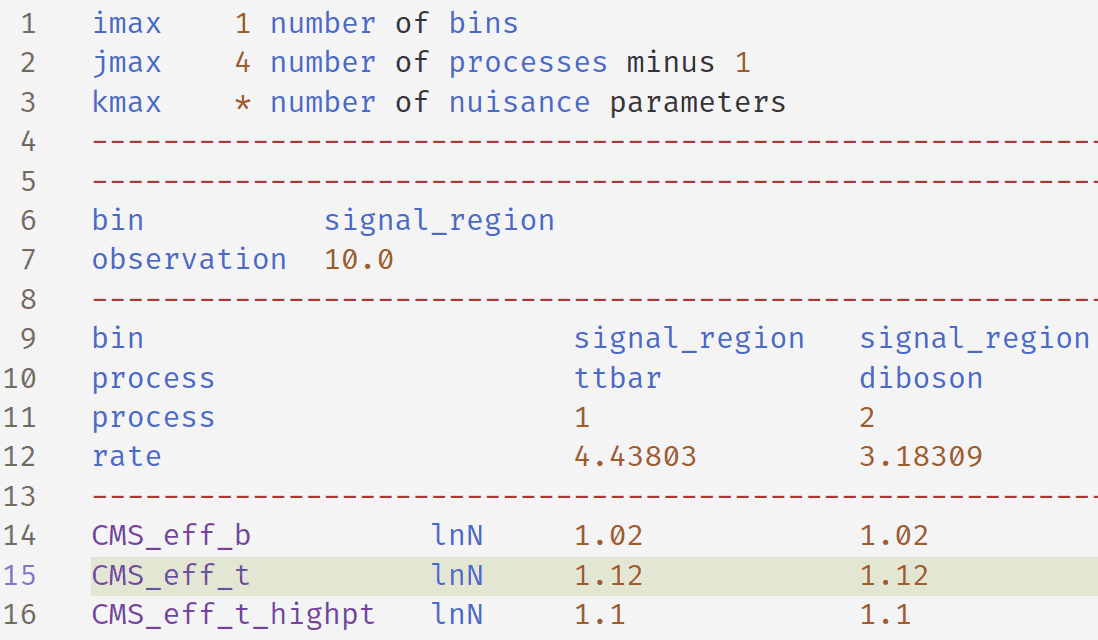 1 imax 1 number of bins
2 jmax 4 number of processes minus 1
3 kmax * number of nuisance parameters
4 ---------------------------------------------------------
5 ---------------------------------------------------------
6 bin signal_region
7 observation 10.0
8 ---------------------------------------------------------
9 bin signal_region signal_region
10 process ttbar diboson
11 process 1 2
12 rate 4.43803 3.18309
13 ---------------------------------------------------------
14 CMS_eff_b lnN 1.02 1.02
15 CMS_eff_t lnN 1.12 1.12
16 CMS_eff_t_highpt lnN 1.1 1.1